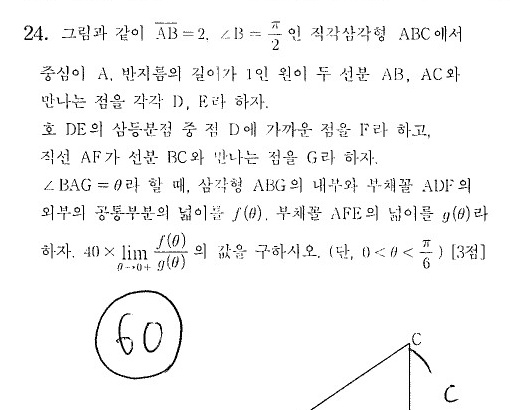 24. 그림과 같이 $\overline{AB}=2$, $\angle B=\frac{\pi}{2}$인 직각삼각형 ABC에서
중심이 A, 반지름의 길이가 1인 원이 두 선분 AB, AC와
만나는 점을 각각 D, E라 하자.
호 DE의 삼등분점 중 점 D에 가까운 점을 F라 하고,
직선 AF가 선분 BC와 만나는 점을 G라 하자.
$\angle BAG=\theta$라 할 때, 삼각형 ABG의 내부와 부채꼴 ADF의
외부의 공통부분의 넓이를 $f(\theta)$, 부채꼴 AFE의 넓이를 $g(\theta)$라
하자. $40\times\lim_{\theta\to 0+}\frac{f(\theta)}{g(\theta)}$의 값을 구하시오. (단, $0<\theta<\frac{\pi}{6}$) [3점]
60
C
C